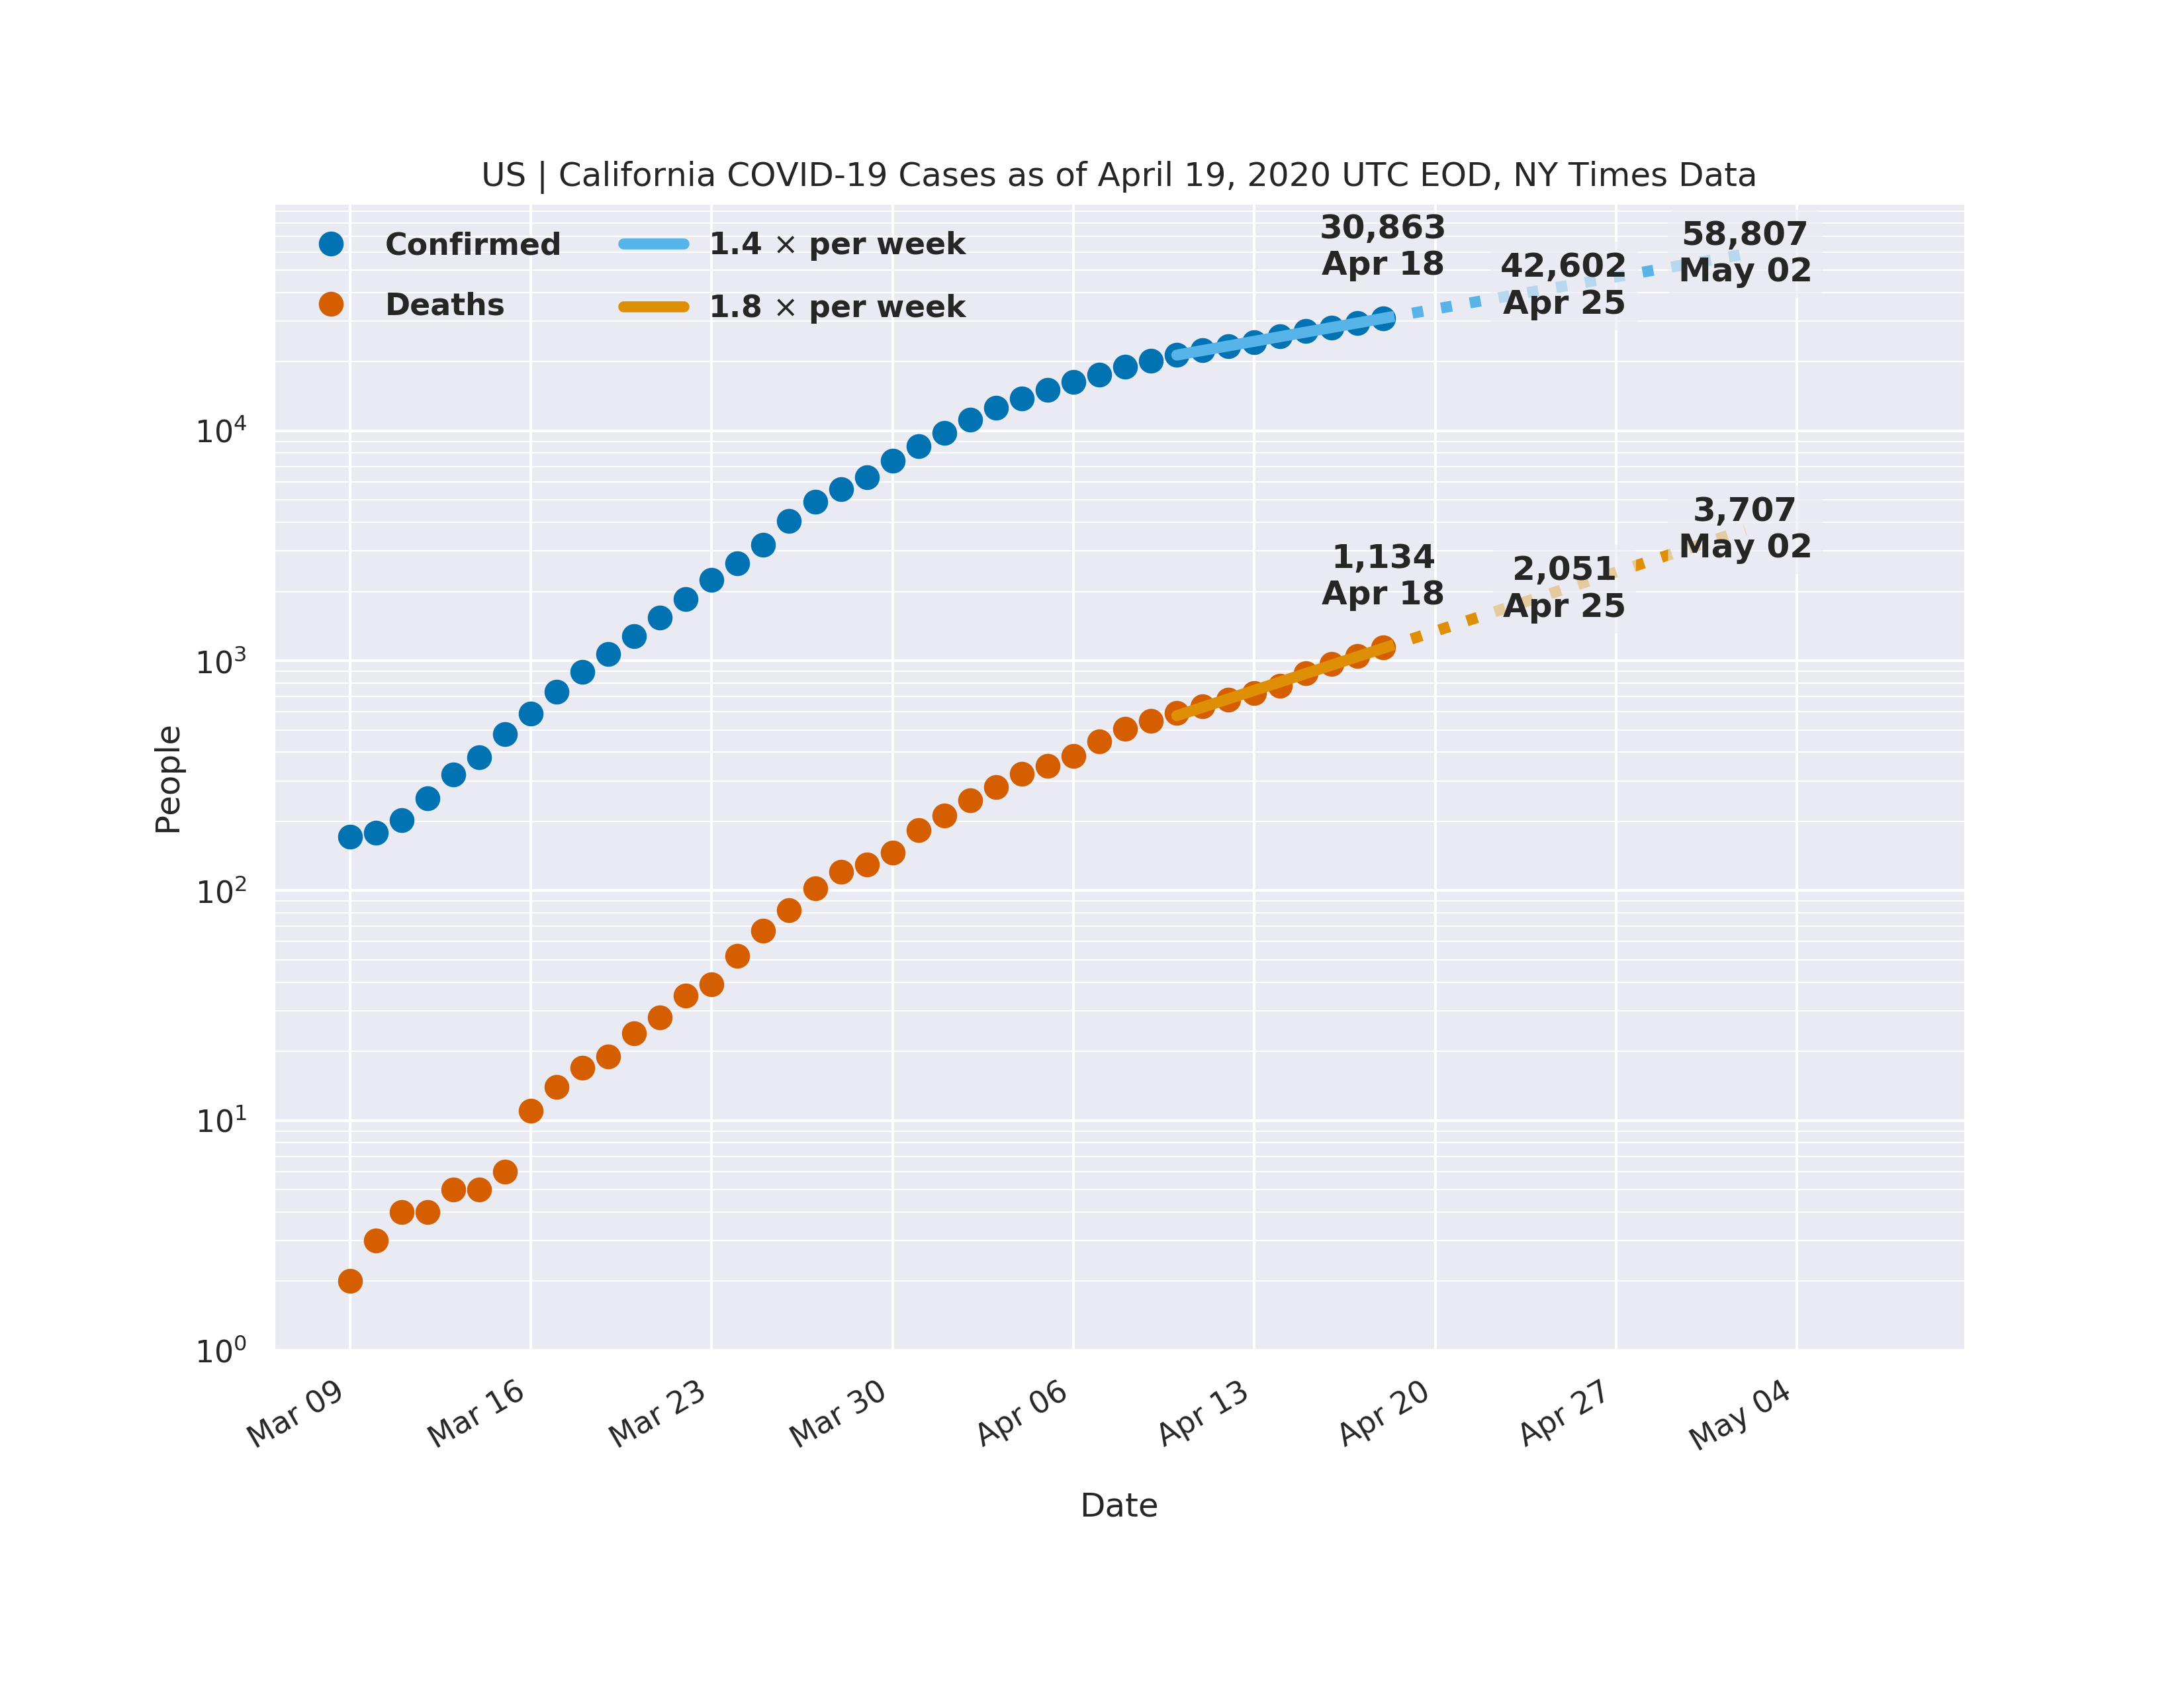 US | California COVID-19 Cases as of April 19, 2020 UTC EOD, NY Times Data
Confirmed
Deaths
1.4 × per week
1.8 × per week
30,863
Apr 18
42,602
Apr 25
58,807
May 02
1,134
Apr 18
2,051
Apr 25
3,707
May 02
People
10⁴
10³
10²
10¹
10⁰
Mar 09
Mar 16
Mar 23
Mar 30
Apr 06
Apr 13
Apr 20
Apr 27
May 04
Date